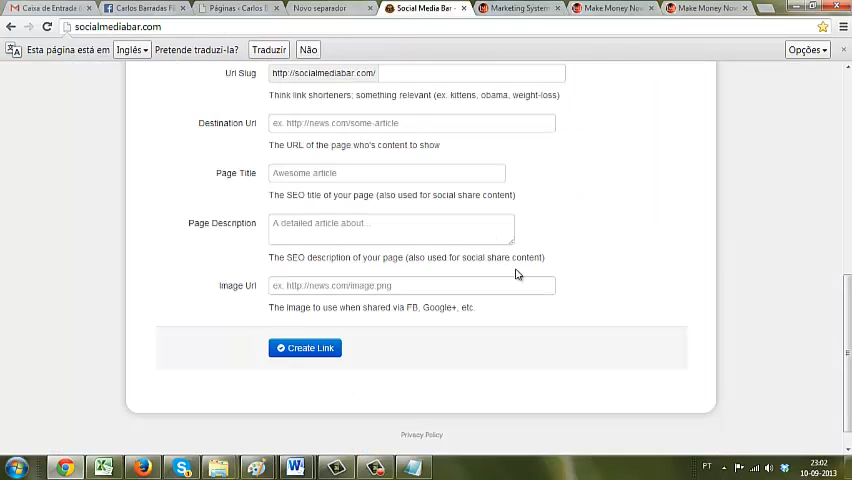 Caixa de Entrada
Carlos Barradas Fi
Páginas ‹ Carlos B
Novo separador
Social Media Bar -
Marketing System
Make Money Now
Make Money Now
socialmediabar.com
Esta página está em Inglês Pretende traduzi-la? Traduzir Não Opções
Url Slug http://socialmediabar.com/
Think link shorteners; something relevant (ex. kittens, obama, weight-loss)
Destination Url ex. http://news.com/some-article
The URL of the page who's content to show
Page Title Awesome article
The SEO title of your page (also used for social share content)
Page Description A detailed article about...
The SEO description of your page (also used for social share content)
Image Url ex. http://news.com/image.png
The image to use when shared via FB, Google+, etc.
Create Link
Privacy Policy
PT
23:02
10-09-2013